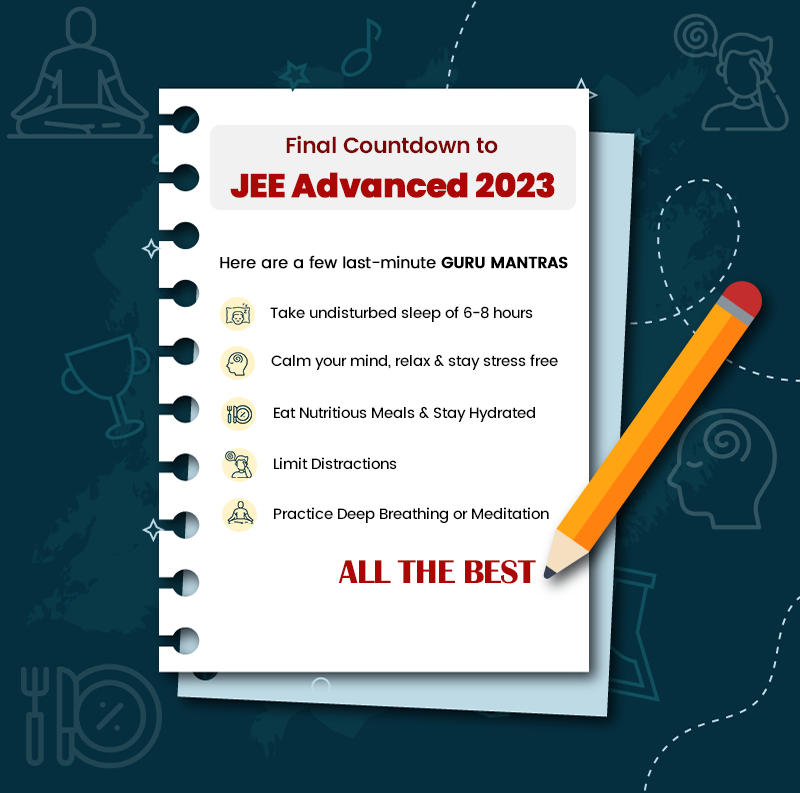 Final Countdown to
JEE Advanced 2023
Here are a few last-minute GURU MANTRAS
Take undisturbed sleep of 6-8 hours
Calm your mind, relax & stay stress free
Eat Nutritious Meals & Stay Hydrated
Limit Distractions
Practice Deep Breathing or Meditation
ALL THE BEST